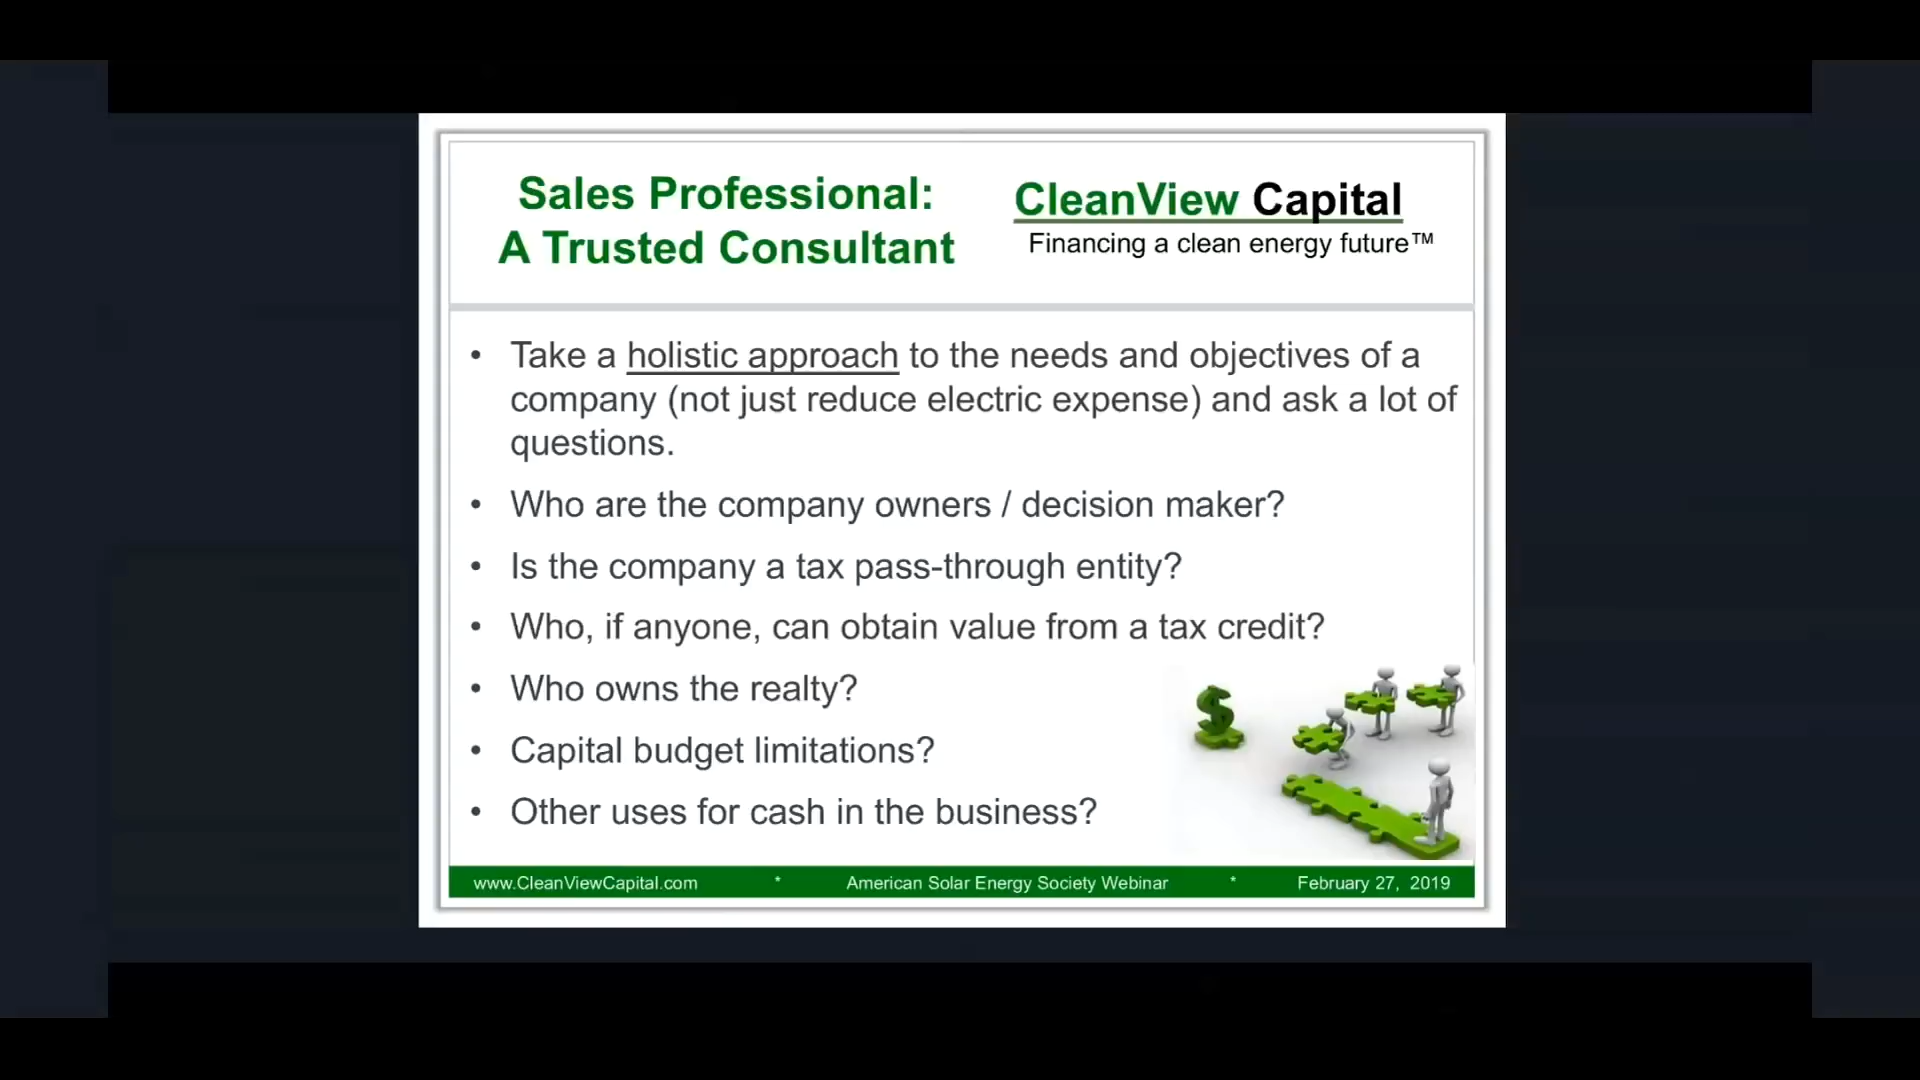 Sales Professional:
A Trusted Consultant
CleanView Capital
Financing a clean energy future™
• Take a holistic approach to the needs and objectives of a
company (not just reduce electric expense) and ask a lot of
questions.
• Who are the company owners / decision maker?
• Is the company a tax pass-through entity?
• Who, if anyone, can obtain value from a tax credit?
• Who owns the realty?
• Capital budget limitations?
• Other uses for cash in the business?
$
www.CleanViewCapital.com * American Solar Energy Society Webinar * February 27, 2019